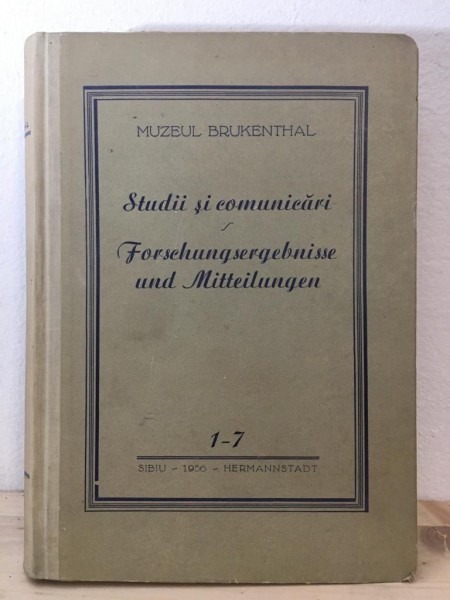 MUZEUL BRUKENTHAL
Studii și comunicări
Forschungsergebnisse
und Mitteilungen
1-7
SIBIU - 1956 - HERMANNSTADT